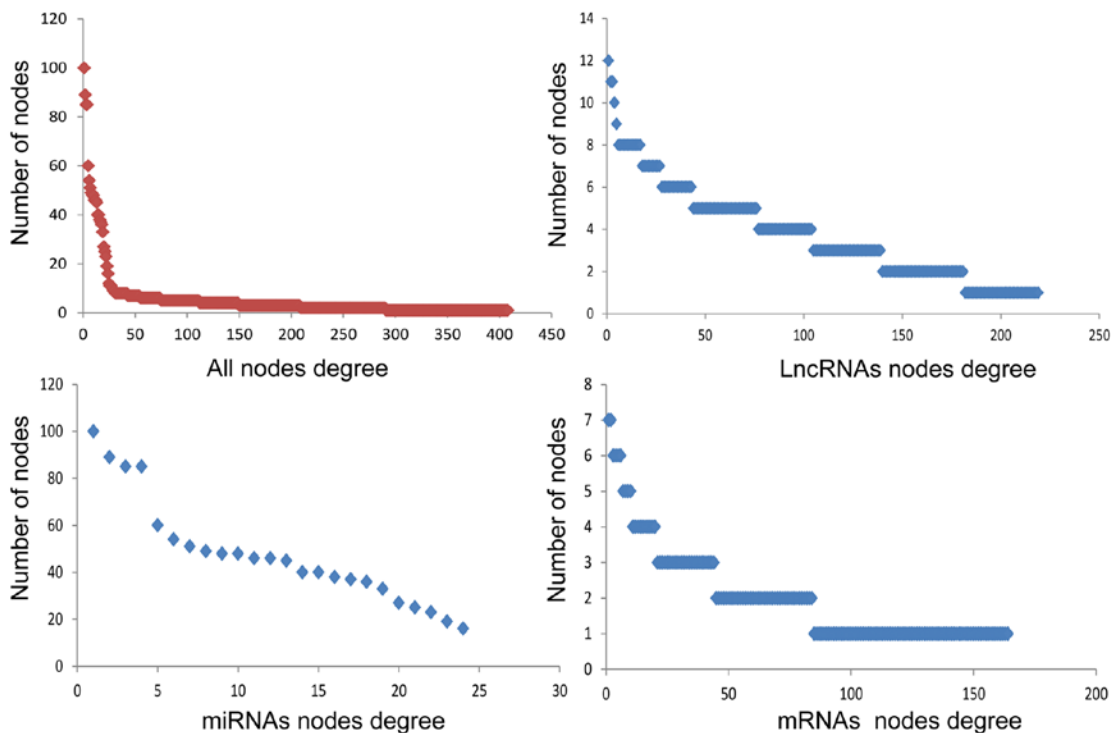 120
100
80
60
40
20
0
Number of nodes
0 50 100 150 200 250 300 350 400 450
All nodes degree
14
12
10
8
6
4
2
0
Number of nodes
0 50 100 150 200 250
LncRNAs nodes degree
120
100
80
60
40
20
0
Number of nodes
0 5 10 15 20 25 30
miRNAs nodes degree
8
7
6
5
4
3
2
1
0
Number of nodes
0 50 100 150 200
mRNAs nodes degree